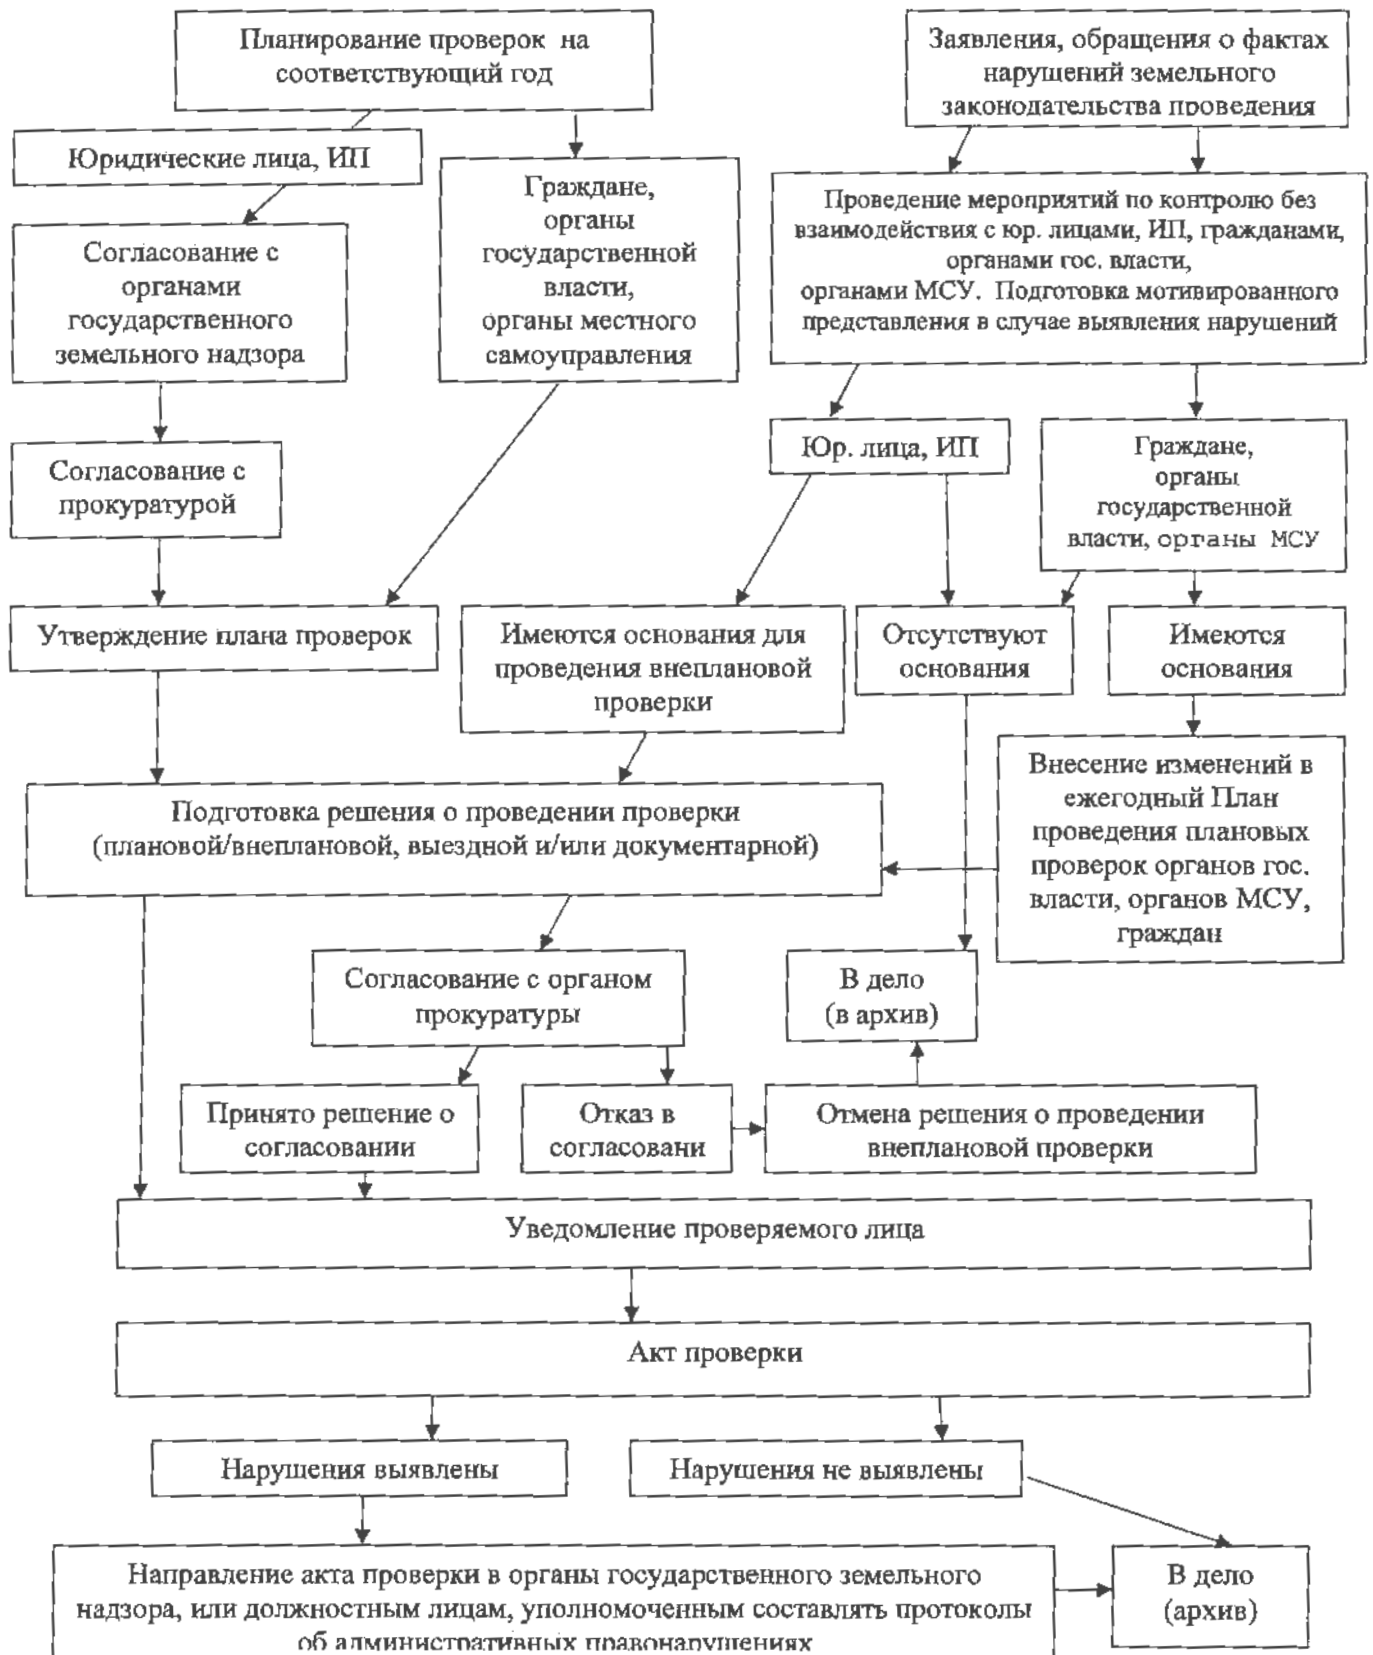 Планирование проверок на
соответствующий год
Заявления, обращения о фактах
нарушений земельного
законодательства проведения
Юридические лица, ИП
Граждане,
органы
государственной
власти,
органы местного
самоуправления
Проведение мероприятий по контролю без
взаимодействия с юр. лицами, ИП, гражданами,
органами гос. власти,
органами МСУ. Подготовка мотивированного
представления в случае выявления нарушений
Согласование с
органами
государственного
земельного надзора
Согласование с
прокуратурой
Юр. лица, ИП
Граждане,
органы
государственной
власти, органы МСУ
Утверждение плана проверок
Имеются основания для
проведения внеплановой
проверки
Отсутствуют
основания
Имеются
основания
Подготовка решения о проведении проверки
(плановой/внеплановой, выездной и/или документарной)
Внесение изменений в
ежегодный План
проведения плановых
проверок органов гос.
власти, органов МСУ,
граждан
Согласование с органом
прокуратуры
В дело
(в архив)
Принято решение о
согласовании
Отказ в
согласовани
Отмена решения о проведении
внеплановой проверки
Уведомление проверяемого лица
Акт проверки
Нарушения выявлены
Нарушения не выявлены
Направление акта проверки в органы государственного земельного
надзора, или должностным лицам, уполномоченным составлять протоколы
об административных правонарушениях
В дело
(архив)